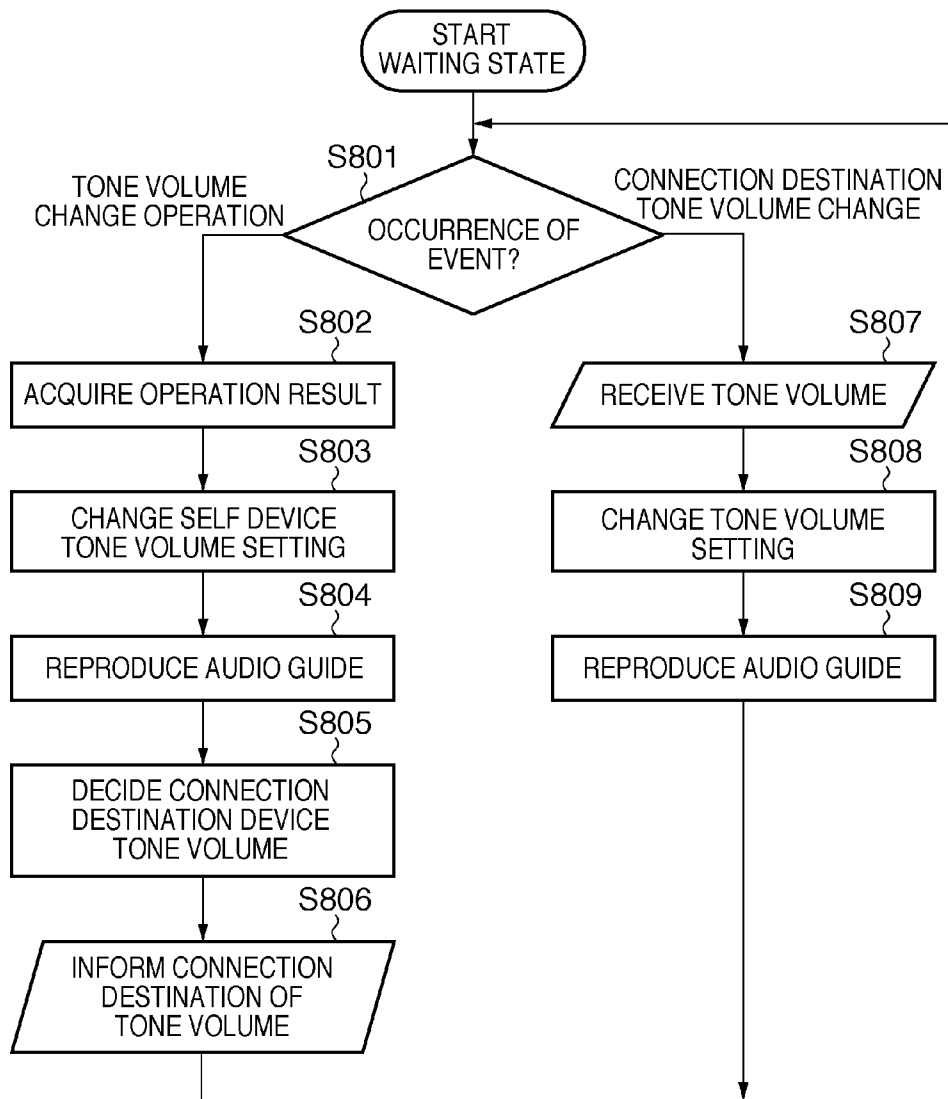 START
WAITING STATE
S801
TONE VOLUME
CHANGE OPERATION
CONNECTION DESTINATION
TONE VOLUME CHANGE
OCCURRENCE OF
EVENT?
S802
ACQUIRE OPERATION RESULT
S803
CHANGE SELF DEVICE
TONE VOLUME SETTING
S804
REPRODUCE AUDIO GUIDE
S805
DECIDE CONNECTION
DESTINATION DEVICE
TONE VOLUME
S806
INFORM CONNECTION
DESTINATION OF
TONE VOLUME
S807
RECEIVE TONE VOLUME
S808
CHANGE TONE VOLUME
SETTING
S809
REPRODUCE AUDIO GUIDE